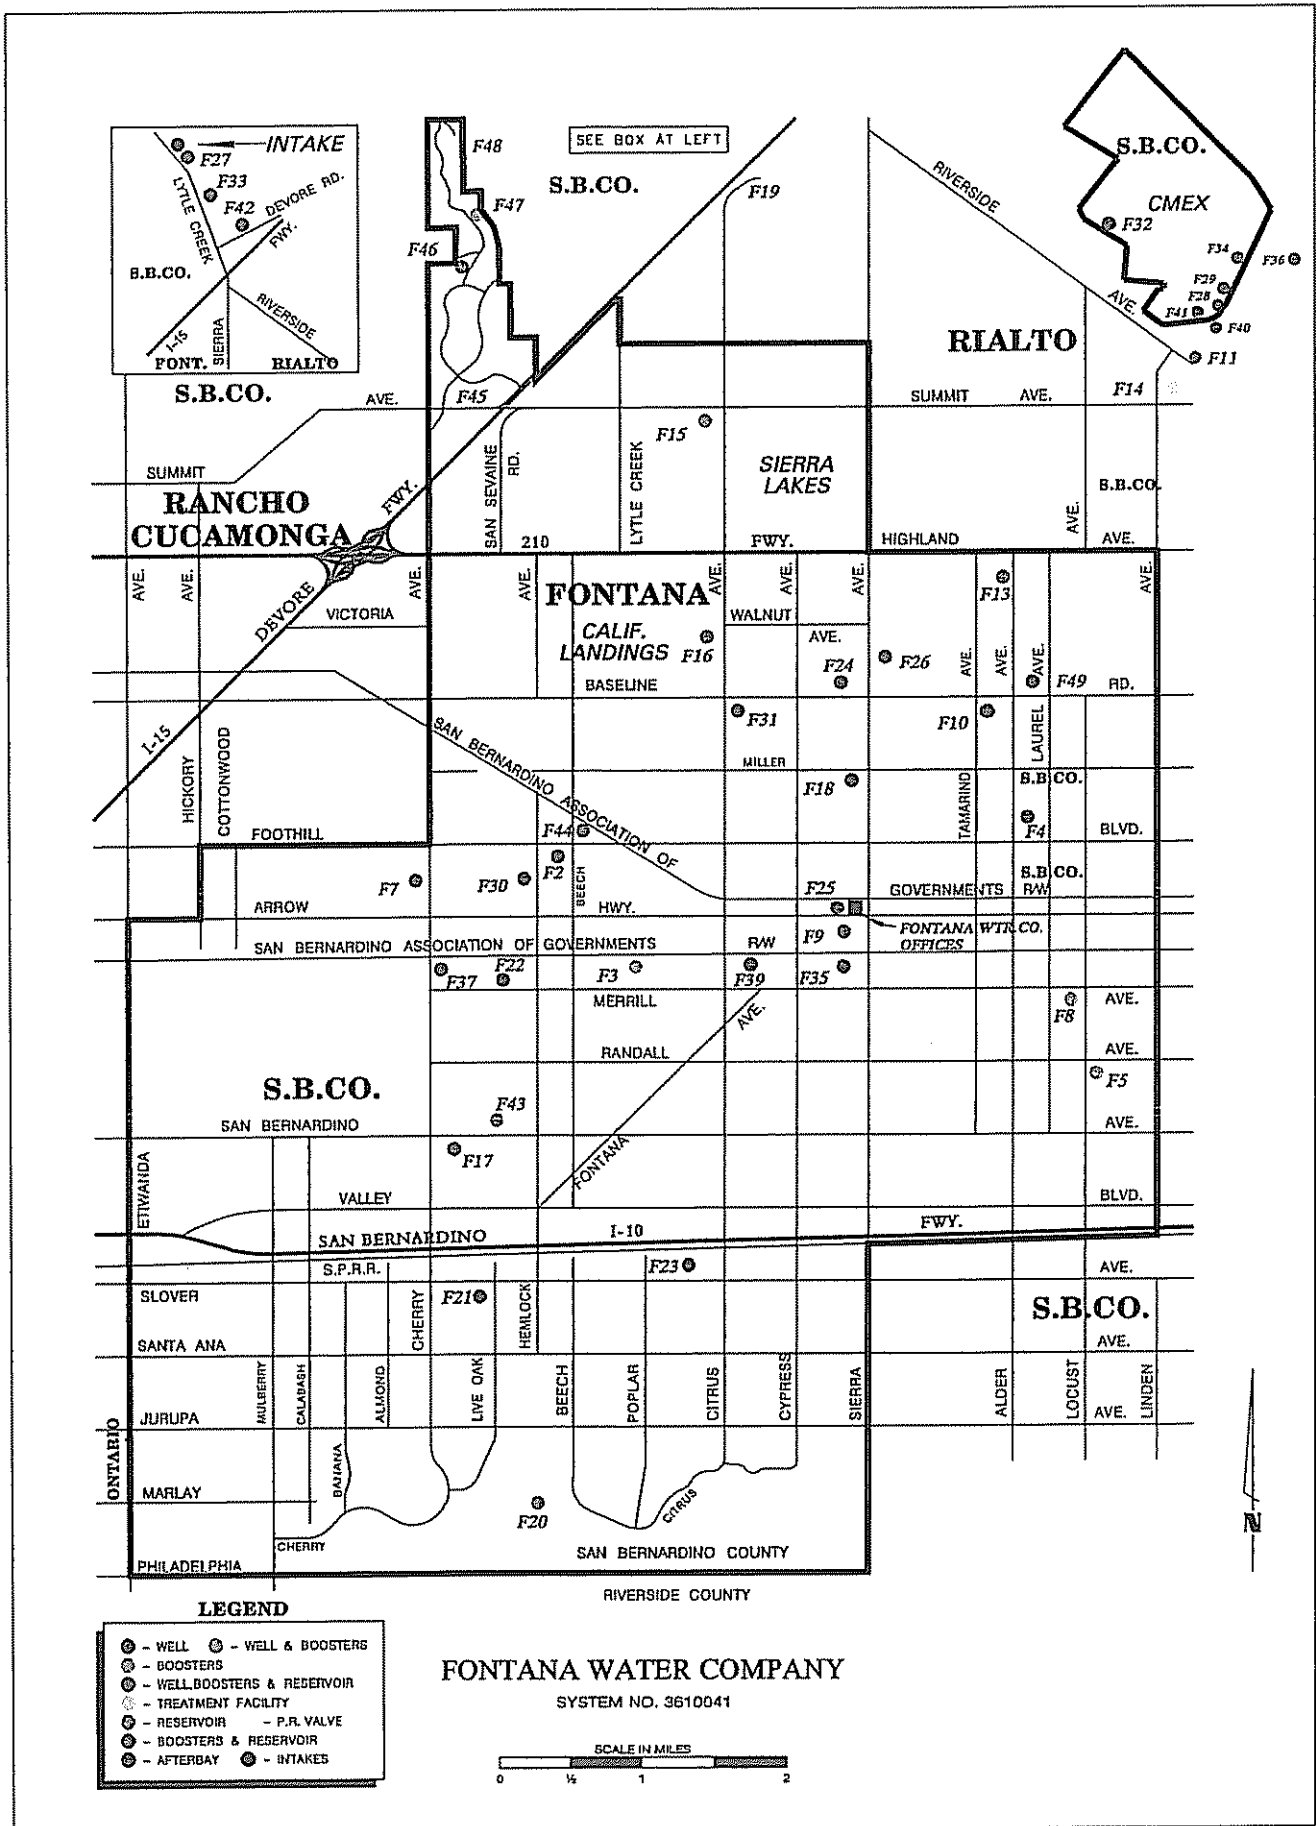 INTAKE
F27
F33
F42
LYTLE CREEK
DEVORE RD.
FWY.
S.B.CO.
RIVERSIDE
I-15
SIERRA
FONT.
RIALTO
F48
SEE BOX AT LEFT
S.B.CO.
F47
F46
F19
RIVERSIDE
AVE.
S.B.CO.
CMEX
F32
F34
F36
F29
F28
F41
F40
F11
RIALTO
S.B.CO.
AVE.
F45
SUMMIT
AVE.
F14
F15
SUMMIT
SAN SEVAINE
RD.
LYTLE CREEK
SIERRA
LAKES
AVE.
S.B.CO.
RANCHO
CUCAMONGA
FWY.
210
FWY.
HIGHLAND
AVE.
AVE.
AVE.
DEVORE
AVE.
AVE.
FONTANA
AVE.
AVE.
AVE.
F13
AVE.
VICTORIA
WALNUT
AVE.
CALIF.
LANDINGS
F16
F24
F26
AVE.
AVE.
AVE.
F49
BASELINE
RD.
I-15
SAN BERNARDINO ASSOCIATION OF
F31
F10
LAUREL
MILLER
HICKORY
COTTONWOOD
F18
TAMARIND
S.B.CO.
F4
FOOTHILL
F44
BLVD.
F7
F30
F2
BEECH
F25
GOVERNMENTS
S.B.CO.
R/W
ARROW
HWY.
FONTANA WTR. CO.
OFFICES
SAN BERNARDINO ASSOCIATION OF GOVERNMENTS
R/W
F9
F37
F22
F3
F39
F35
MERRILL
AVE.
F8
AVE.
RANDALL
AVE.
S.B.CO.
F5
F43
SAN BERNARDINO
AVE.
F17
FONTANA
ETIWANDA
VALLEY
BLVD.
SAN BERNARDINO
I-10
FWY.
S.P.R.R.
F23
AVE.
SLOVER
CHERRY
F21
HEMLOCK
S.B.CO.
SANTA ANA
AVE.
MULBERRY
CALABASH
ALMOND
LIVE OAK
BEECH
POPLAR
CITRUS
CYPRESS
SIERRA
ALDER
LOCUST
LINDEN
JURUPA
AVE.
ONTARIO
BANANA
MARLAY
F20
CITRUS
CHERRY
SAN BERNARDINO COUNTY
PHILADELPHIA
RIVERSIDE COUNTY
N
LEGEND
- WELL - WELL & BOOSTERS
- BOOSTERS
- WELL.BOOSTERS & RESERVOIR
- TREATMENT FACILITY
- RESERVOIR - P.R. VALVE
- BOOSTERS & RESERVOIR
- AFTERBAY - INTAKES
FONTANA WATER COMPANY
SYSTEM NO. 3610041
SCALE IN MILES
0 ½ 1 2